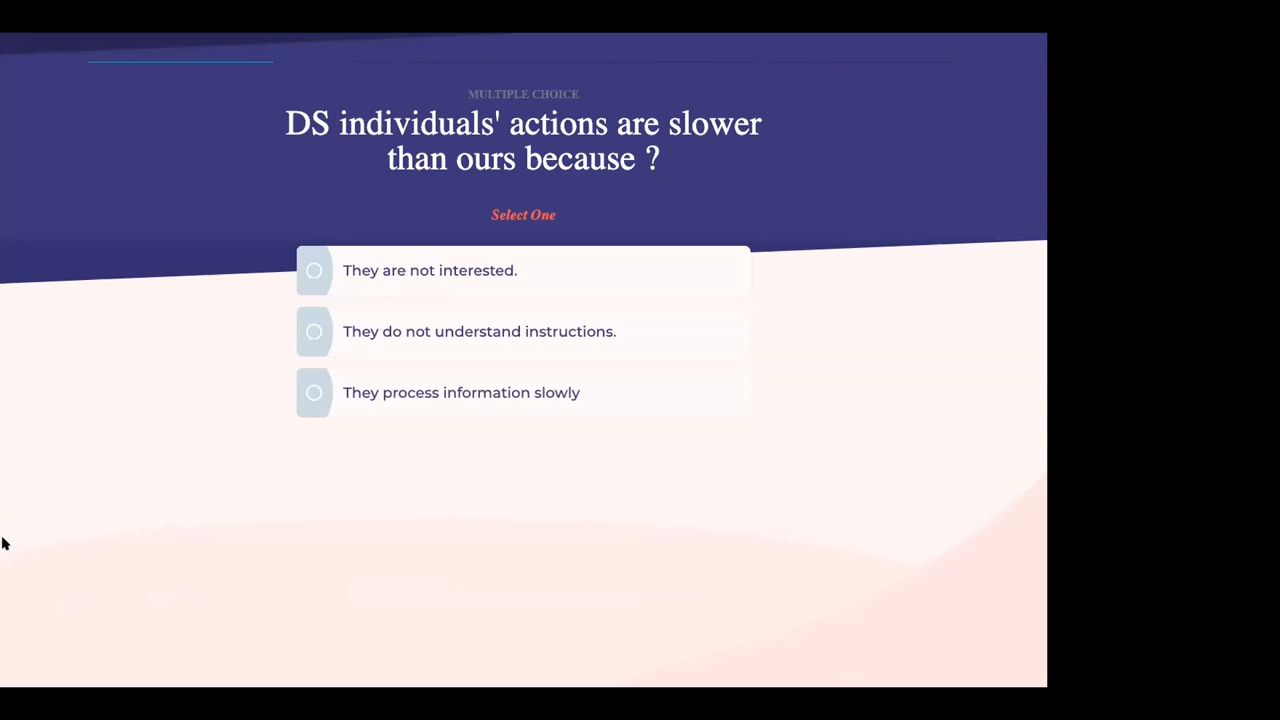 MULTIPLE CHOICE
DS individuals' actions are slower
than ours because ?
Select One
They are not interested.
They do not understand instructions.
They process information slowly